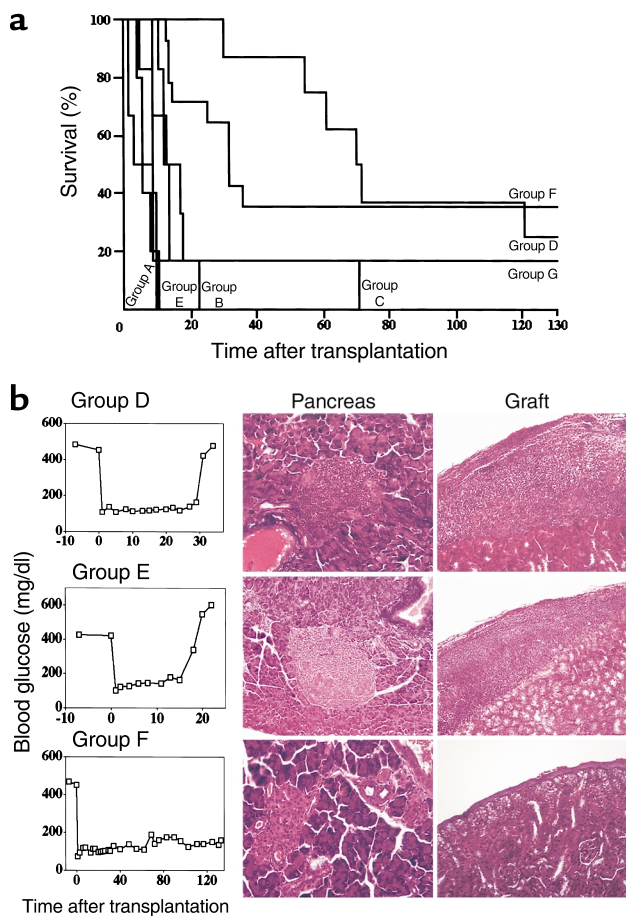 a
Survival (%)
100
80
60
40
20
Group F
Group D
Group G
Group A
Group
E
Group
B
Group
C
0
20
40
60
80
100
120
130
Time after transplantation
b
Group D
Pancreas
Graft
Blood glucose (mg/dl)
600
400
200
0
-10
0
10
20
30
Group E
600
400
200
0
-10
0
10
20
Group F
600
400
200
0
0
40
80
120
Time after transplantation